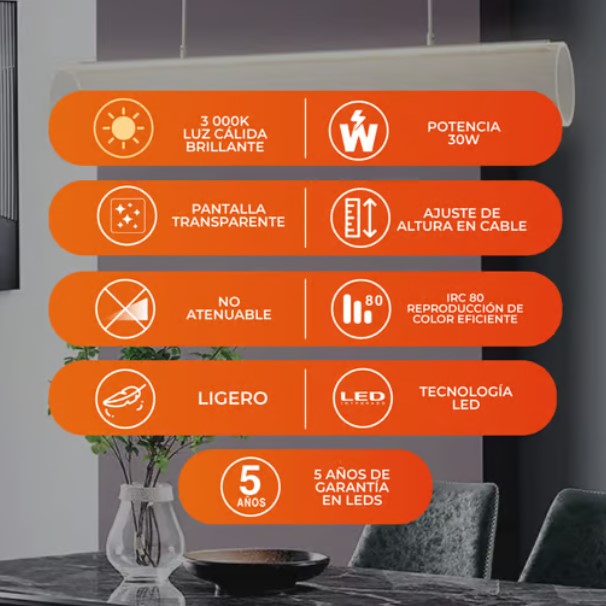 3 000K
LUZ CÁLIDA
BRILLANTE
W
POTENCIA
30W
PANTALLA
TRANSPARENTE
AJUSTE DE
ALTURA EN CABLE
NO
ATENUABLE
80
IRC 80
REPRODUCCIÓN DE
COLOR EFICIENTE
LIGERO
LED
TECNOLOGÍA
LED
5
AÑOS
5 AÑOS DE
GARANTÍA
EN LEDS